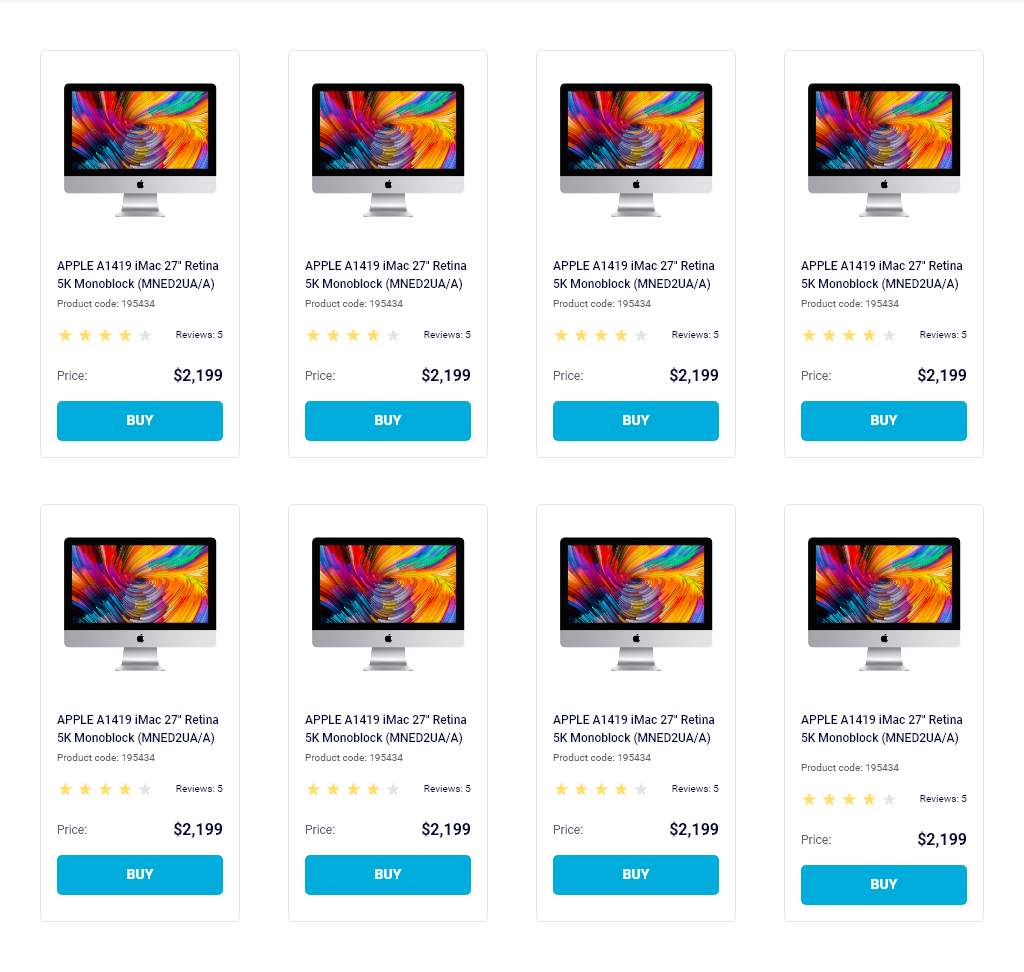 APPLE A1419 iMac 27" Retina
5K Monoblock (MNED2UA/A)
Product code: 195434
Reviews: 5
Price: $2,199
BUY
APPLE A1419 iMac 27" Retina
5K Monoblock (MNED2UA/A)
Product code: 195434
Reviews: 5
Price: $2,199
BUY
APPLE A1419 iMac 27" Retina
5K Monoblock (MNED2UA/A)
Product code: 195434
Reviews: 5
Price: $2,199
BUY
APPLE A1419 iMac 27" Retina
5K Monoblock (MNED2UA/A)
Product code: 195434
Reviews: 5
Price: $2,199
BUY
APPLE A1419 iMac 27" Retina
5K Monoblock (MNED2UA/A)
Product code: 195434
Reviews: 5
Price: $2,199
BUY
APPLE A1419 iMac 27" Retina
5K Monoblock (MNED2UA/A)
Product code: 195434
Reviews: 5
Price: $2,199
BUY
APPLE A1419 iMac 27" Retina
5K Monoblock (MNED2UA/A)
Product code: 195434
Reviews: 5
Price: $2,199
BUY
APPLE A1419 iMac 27" Retina
5K Monoblock (MNED2UA/A)
Product code: 195434
Reviews: 5
Price: $2,199
BUY